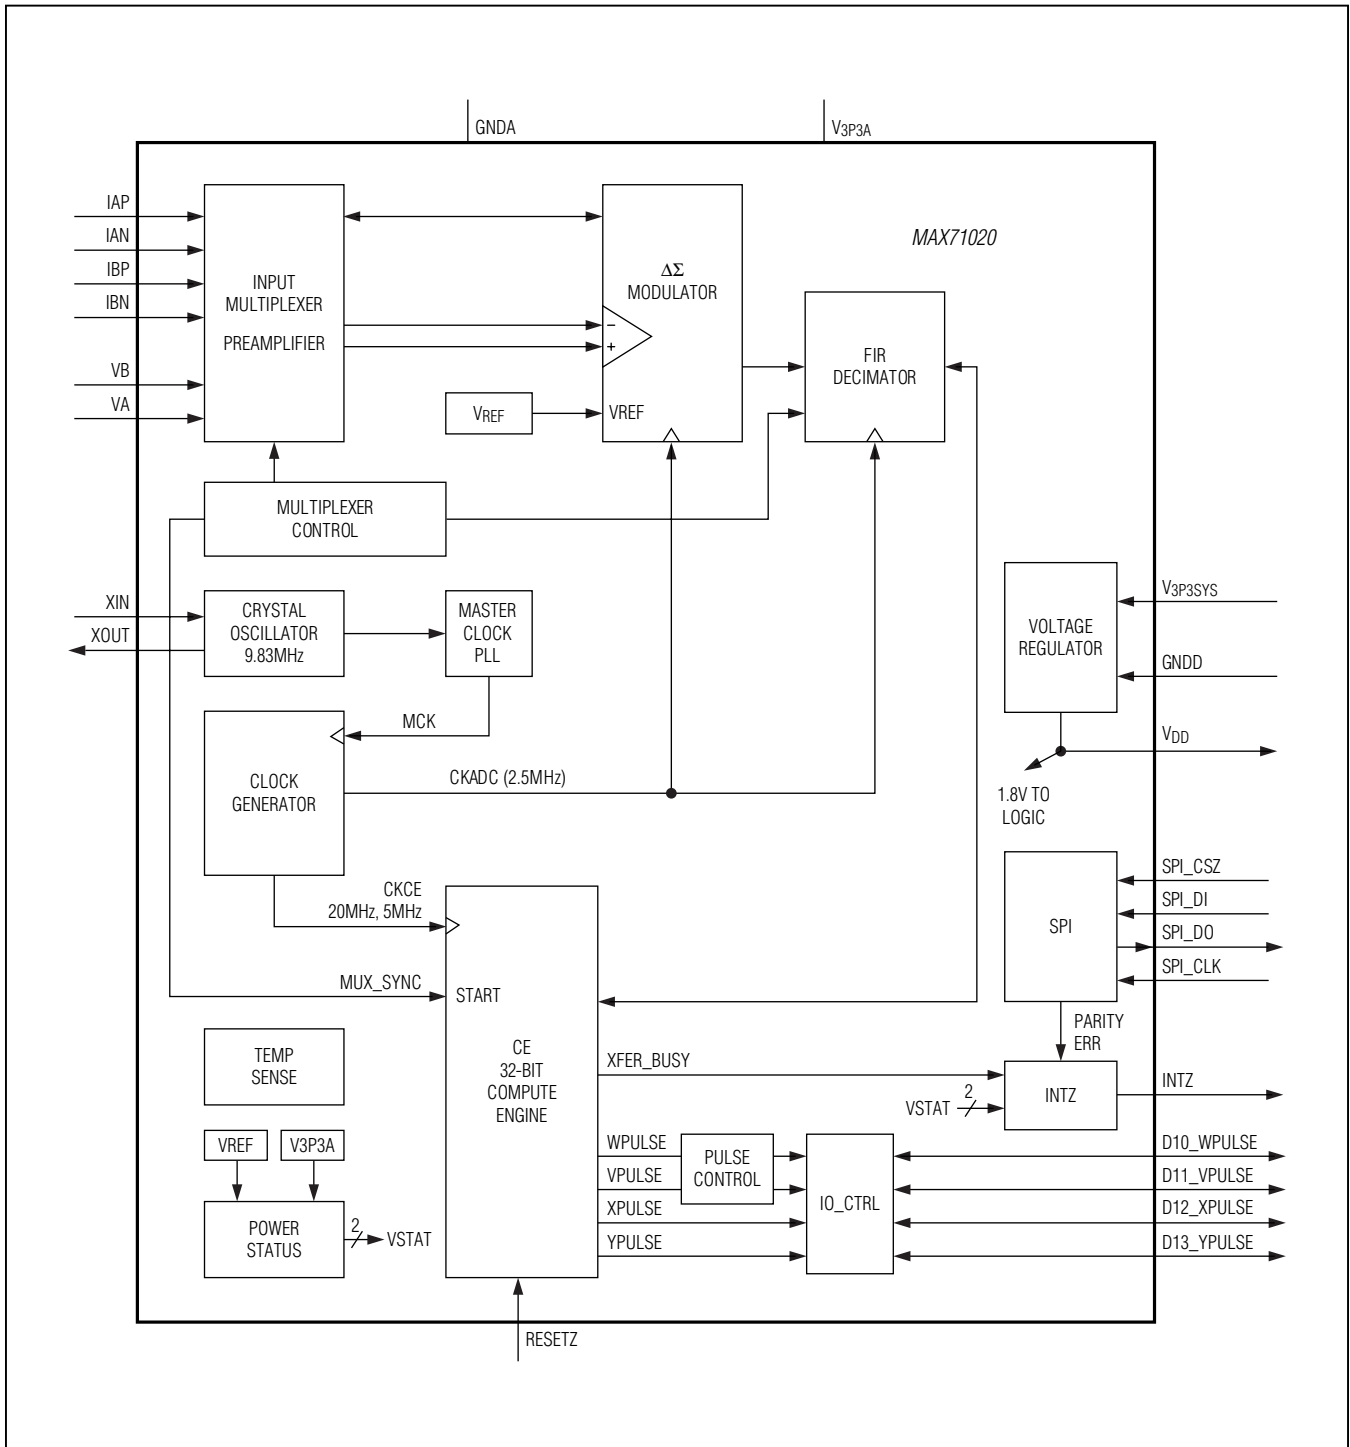 GNDA
V3P3A
IAP
IAN
IBP
IBN
VB
VA
INPUT
MULTIPLEXER
PREAMPLIFIER
ΔΣ
MODULATOR
−
+
VREF
VREF
MAX71020
FIR
DECIMATOR
MULTIPLEXER
CONTROL
XIN
XOUT
CRYSTAL
OSCILLATOR
9.83MHz
MASTER
CLOCK
PLL
MCK
CLOCK
GENERATOR
CKADC (2.5MHz)
VOLTAGE
REGULATOR
V3P3SYS
GNDD
VDD
1.8V TO
LOGIC
CKCE
20MHz, 5MHz
MUX_SYNC
START
CE
32-BIT
COMPUTE
ENGINE
SPI
SPI_CSZ
SPI_DI
SPI_DO
SPI_CLK
PARITY
ERR
TEMP
SENSE
XFER_BUSY
VSTAT
2
INTZ
INTZ
VREF
V3P3A
POWER
STATUS
2
VSTAT
WPULSE
VPULSE
XPULSE
YPULSE
PULSE
CONTROL
IO_CTRL
D10_WPULSE
D11_VPULSE
D12_XPULSE
D13_YPULSE
RESETZ